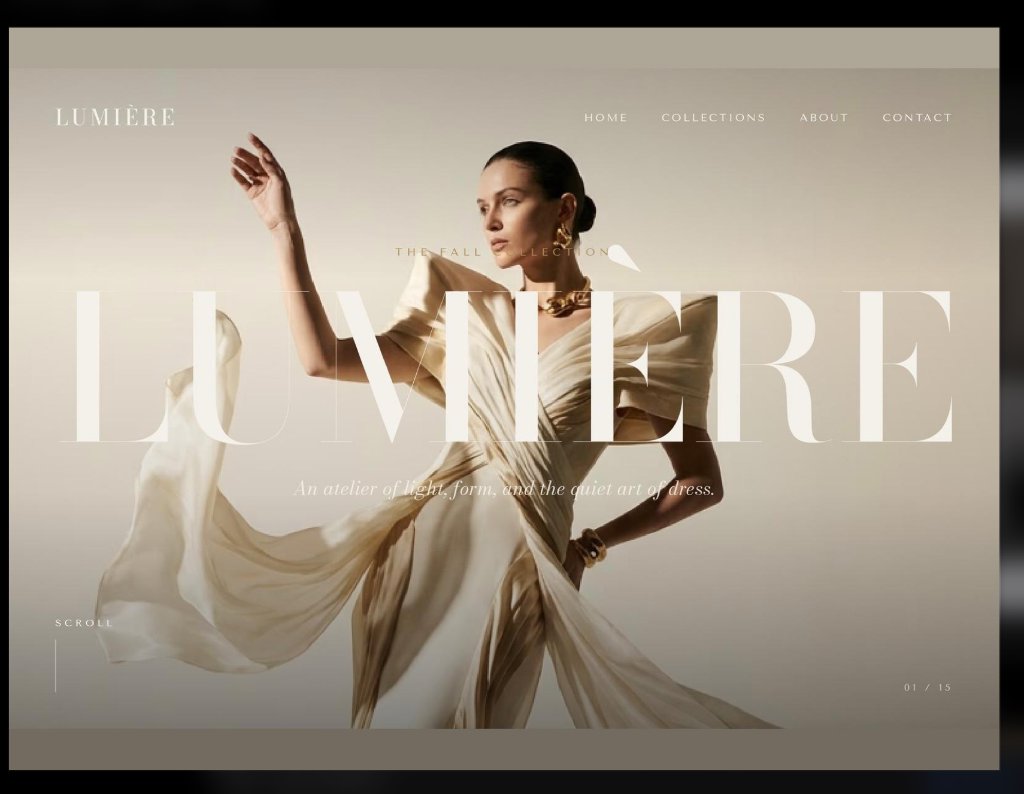 LUMIÈRE
HOME COLLECTIONS ABOUT CONTACT
THE FALL COLLECTION
LUMIÈRE
An atelier of light, form, and the quiet art of dress.
SCROLL
01 / 15